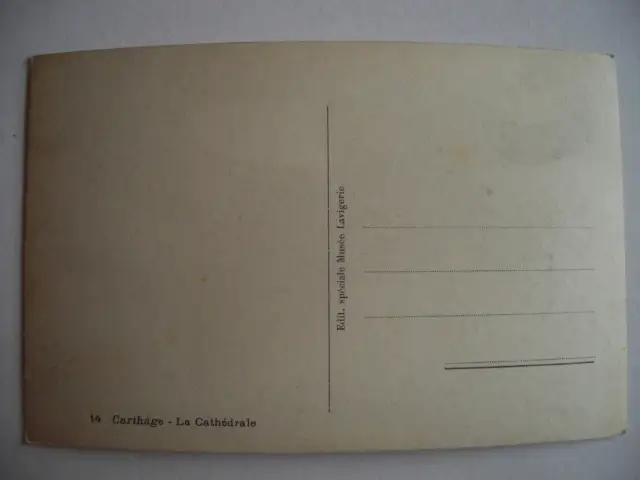 14 Carthage - La Cathédrale
Edit. spéciale Musée Lavigerie